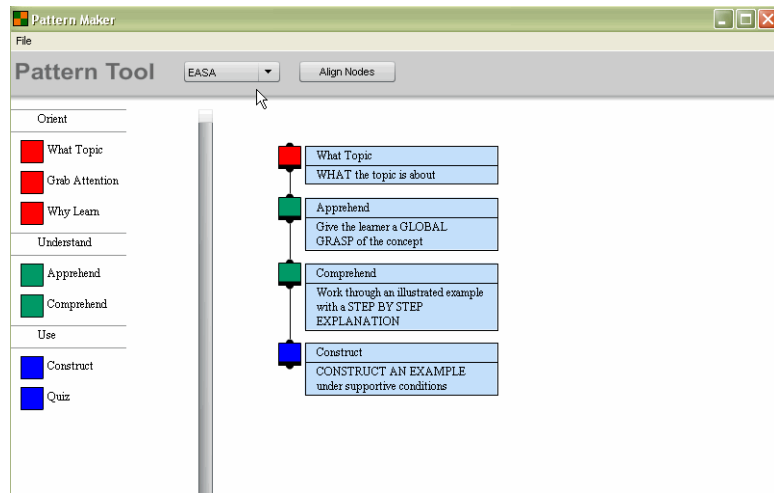 Pattern Maker
File
Pattern Tool
EASA
Align Nodes
Orient
What Topic
Grab Attention
Why Learn
Understand
Apprehend
Comprehend
Use
Construct
Quiz
What Topic
WHAT the topic is about
Apprehend
Give the learner a GLOBAL
GRASP of the concept
Comprehend
Work through an illustrated example
with a STEP BY STEP
EXPLANATION
Construct
CONSTRUCT AN EXAMPLE
under supportive conditions